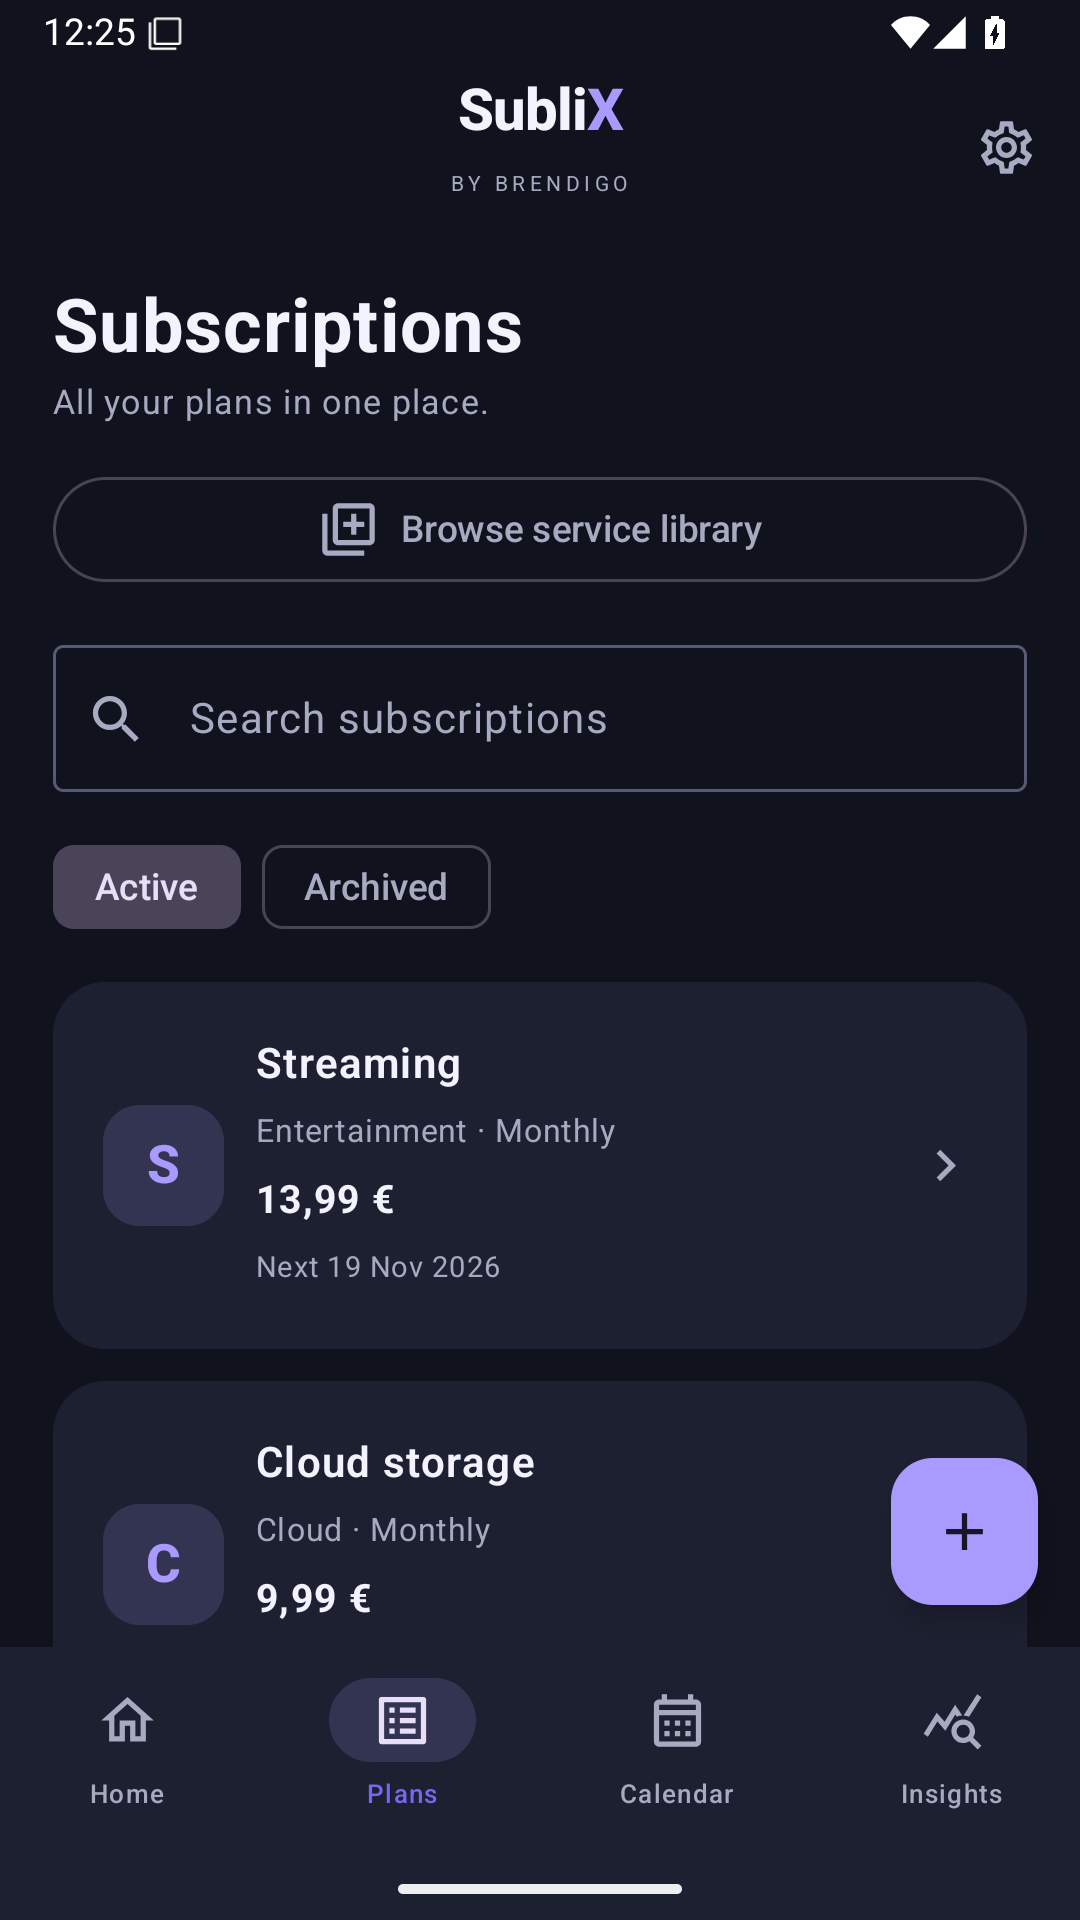 12:25
SubliX
BY BRENDIGO
Subscriptions
All your plans in one place.
Browse service library
Search subscriptions
Active
Archived
Streaming
Entertainment · Monthly
S
13,99 €
Next 19 Nov 2026
Cloud storage
Cloud · Monthly
C
9,99 €
Home
Plans
Calendar
Insights